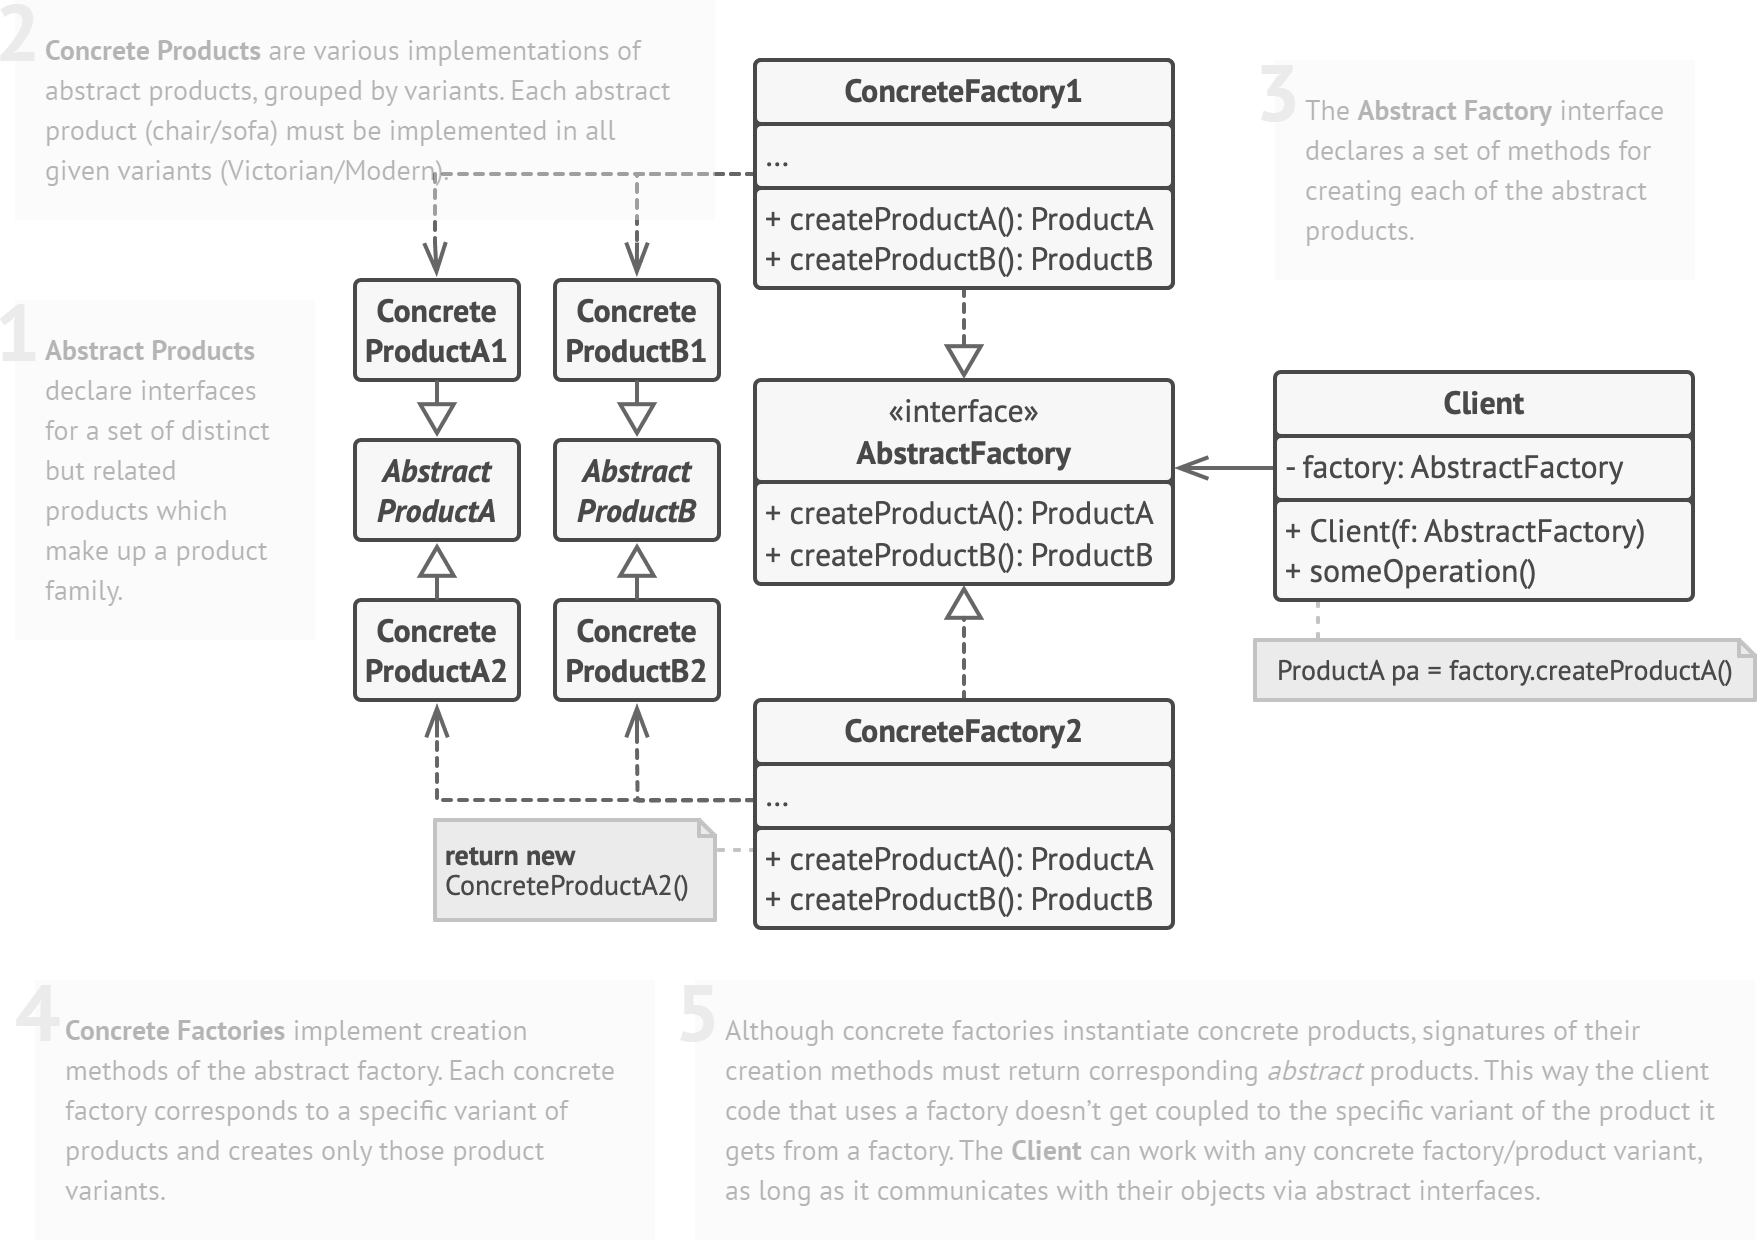 2
Concrete Products are various implementations of
abstract products, grouped by variants. Each abstract
product (chair/sofa) must be implemented in all
given variants (Victorian/Modern).
ConcreteFactory1
...
+ createProductA(): ProductA
+ createProductB(): ProductB
3
The Abstract Factory interface
declares a set of methods for
creating each of the abstract
products.
1
Abstract Products
declare interfaces
for a set of distinct
but related
products which
make up a product
family.
Concrete
ProductA1
Concrete
ProductB1
Abstract
ProductA
Abstract
ProductB
Concrete
ProductA2
Concrete
ProductB2
«interface»
AbstractFactory
+ createProductA(): ProductA
+ createProductB(): ProductB
Client
- factory: AbstractFactory
+ Client(f: AbstractFactory)
+ someOperation()
ProductA pa = factory.createProductA()
ConcreteFactory2
...
+ createProductA(): ProductA
+ createProductB(): ProductB
return new
ConcreteProductA2()
4
Concrete Factories implement creation
methods of the abstract factory. Each concrete
factory corresponds to a specific variant of
products and creates only those product
variants.
5
Although concrete factories instantiate concrete products, signatures of their
creation methods must return corresponding abstract products. This way the client
code that uses a factory doesn’t get coupled to the specific variant of the product it
gets from a factory. The Client can work with any concrete factory/product variant,
as long as it communicates with their objects via abstract interfaces.